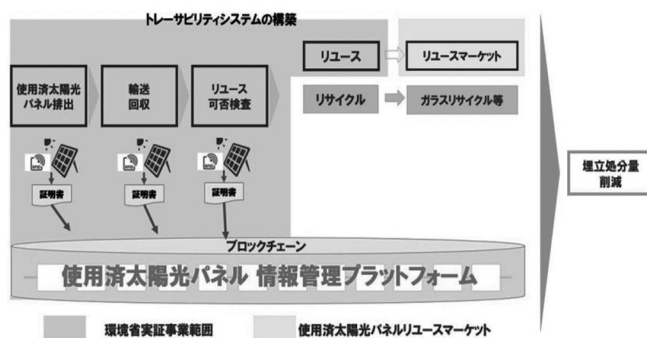 トレーサビリティシステムの構築
使用済太陽光
パネル排出
輸送
回収
リユース
可否検査
リユース
リユースマーケット
リサイクル
ガラスリサイクル等
証明書
証明書
証明書
埋立処分量
削減
ブロックチェーン
使用済太陽光パネル 情報管理プラットフォーム
環境省実証事業範囲
使用済太陽光パネルリユースマーケット